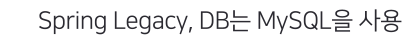 Spring Legacy, DB는 MySQL을 사용